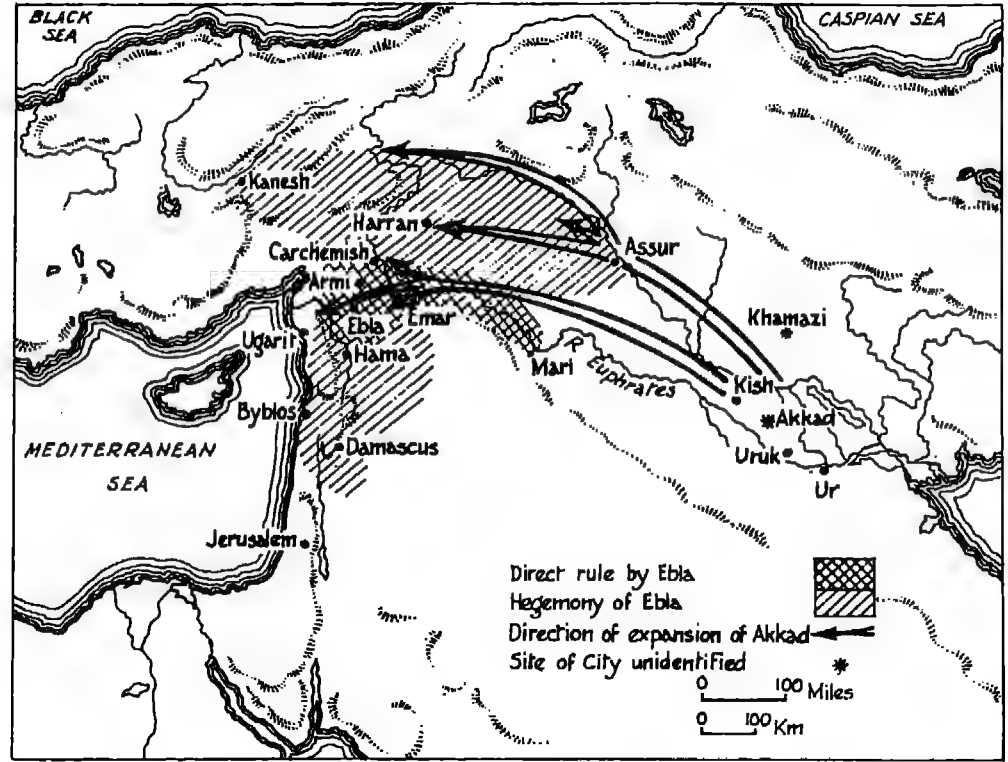 BLACK
SEA
CASPIAN SEA
Kanesh
Harran
Carchemish
Assur
Armi
Khamazi
Ebla
Emar
Ugarit
Hama
Mari
R Euphrates
Kish
Byblos
Akkad
MEDITERRANEAN
SEA
Damascus
Uruk
Ur
Jerusalem
Direct rule by Ebla
Hegemony of Ebla
Direction of expansion of Akkad
Site of City unidentified
0 100 Miles
0 100 Km